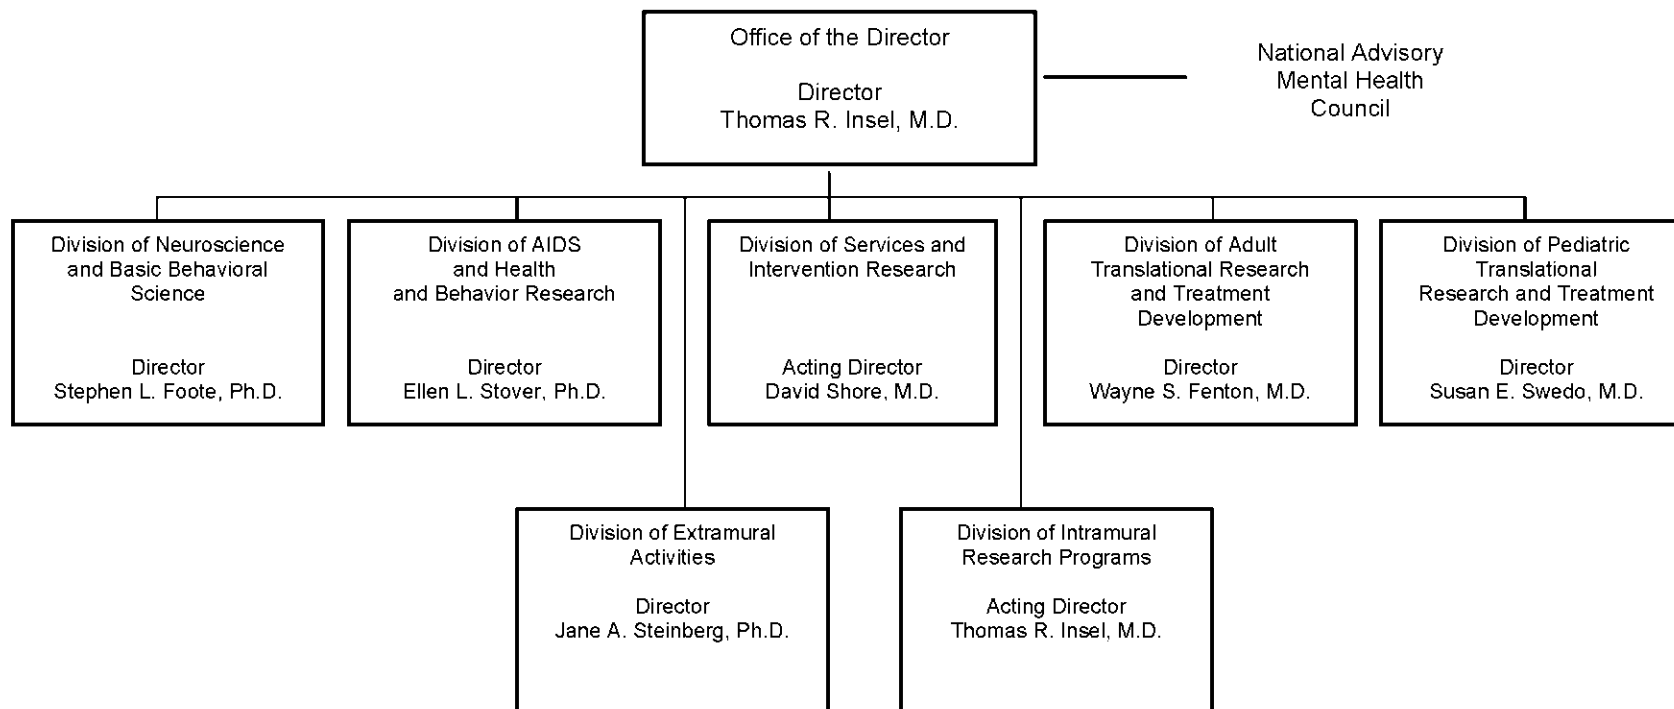 Office of the Director
Director
Thomas R. Insel, M.D.
National Advisory
Mental Health
Council
Division of Neuroscience
and Basic Behavioral
Science
Director
Stephen L. Foote, Ph.D.
Division of AIDS
and Health
and Behavior Research
Director
Ellen L. Stover, Ph.D.
Division of Services and
Intervention Research
Acting Director
David Shore, M.D.
Division of Adult
Translational Research
and Treatment
Development
Director
Wayne S. Fenton, M.D.
Division of Pediatric
Translational
Research and Treatment
Development
Director
Susan E. Swedo, M.D.
Division of Extramural
Activities
Director
Jane A. Steinberg, Ph.D.
Division of Intramural
Research Programs
Acting Director
Thomas R. Insel, M.D.